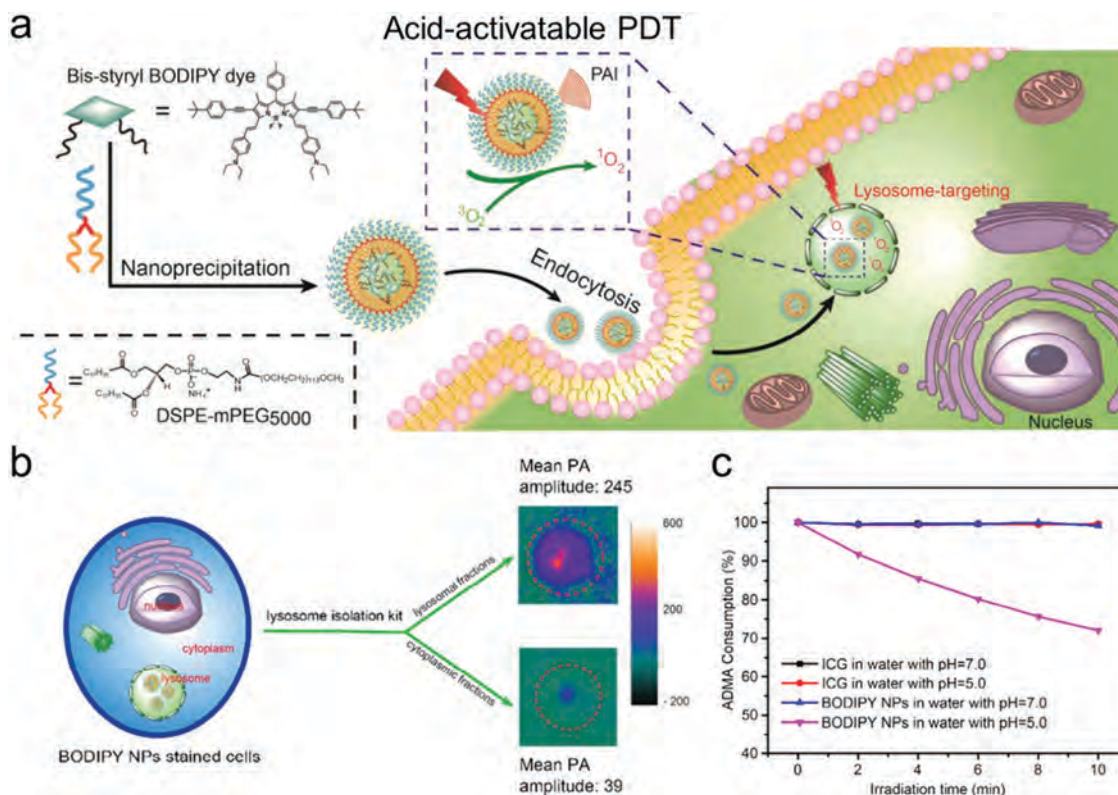 a
Acid-activatable PDT
Bis-styryl BODIPY dye
=
PAI
¹O₂
³O₂
Lysosome-targeting
¹O₂
O₂
O₂
Nanoprecipitation
Endocytosis
=
DSPE-mPEG5000
Nucleus
b
Mean PA
amplitude: 245
600
200
-200
lysosomal fractions
lysosome isolation kit
cytoplasmic fractions
nucleus
cytoplasm
lysosome
BODIPY NPs stained cells
Mean PA
amplitude: 39
c
ADMA Consumption (%)
100
90
80
70
60
50
40
ICG in water with pH=7.0
ICG in water with pH=5.0
BODIPY NPs in water with pH=7.0
BODIPY NPs in water with pH=5.0
0 2 4 6 8 10
Irradiation time (min)